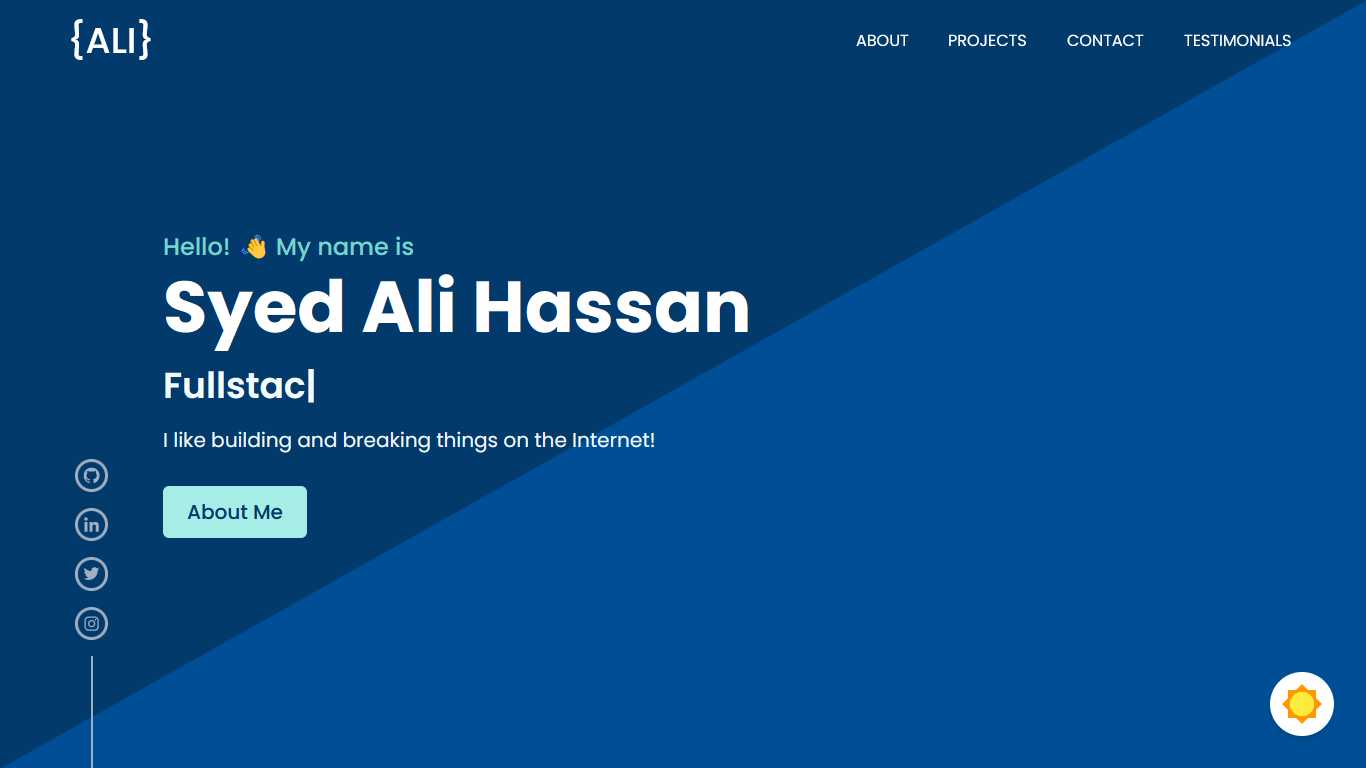 {ALI}
ABOUT PROJECTS CONTACT TESTIMONIALS
Hello! 👋 My name is
Syed Ali Hassan
Fullstac|
I like building and breaking things on the Internet!
About Me
in